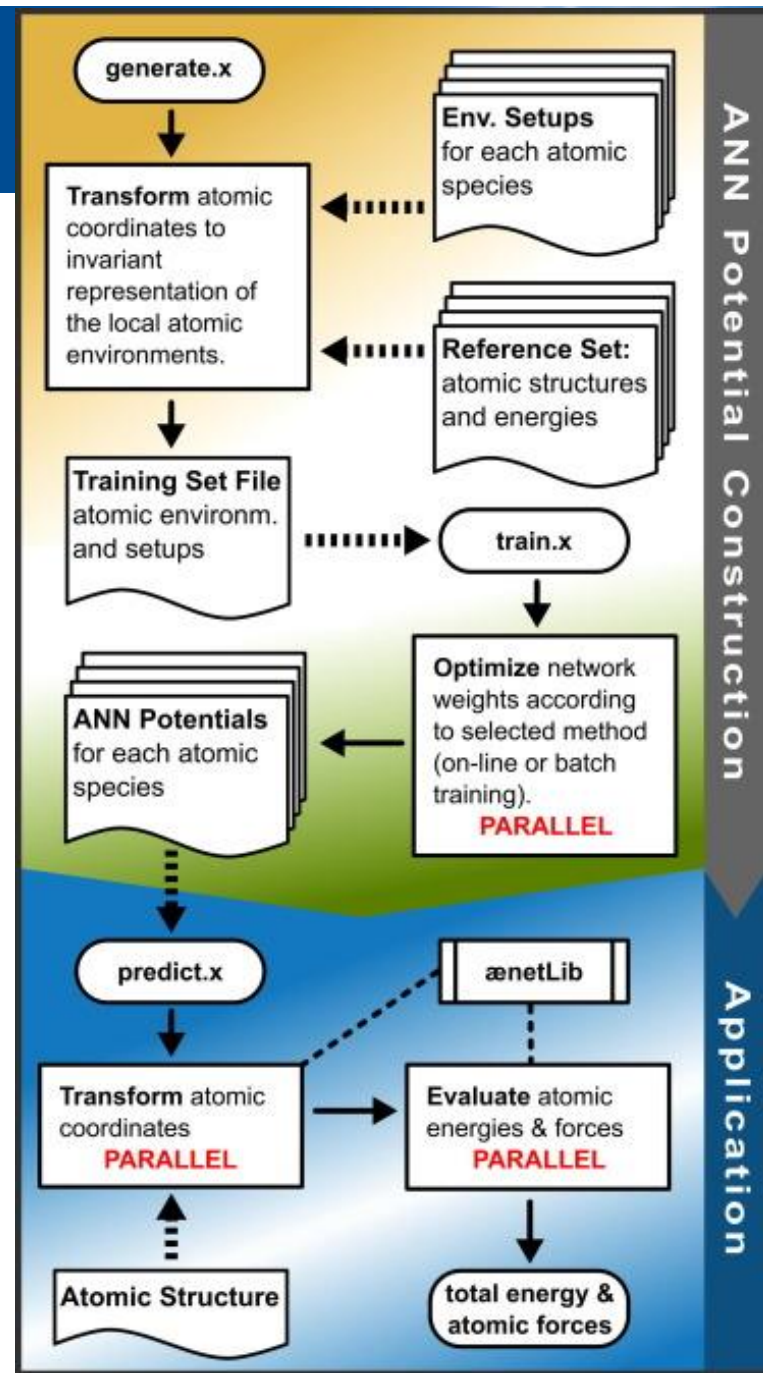 generate.x
Env. Setups
for each atomic
species
Transform atomic
coordinates to
invariant
representation of
the local atomic
environments.
Reference Set:
atomic structures
and energies
Training Set File
atomic environm.
and setups
train.x
Optimize network
weights according
to selected method
(on-line or batch
training).
PARALLEL
ANN Potentials
for each atomic
species
ANN Potential Construction
predict.x
ænetLib
Transform atomic
coordinates
PARALLEL
Evaluate atomic
energies & forces
PARALLEL
Atomic Structure
total energy &
atomic forces
Application